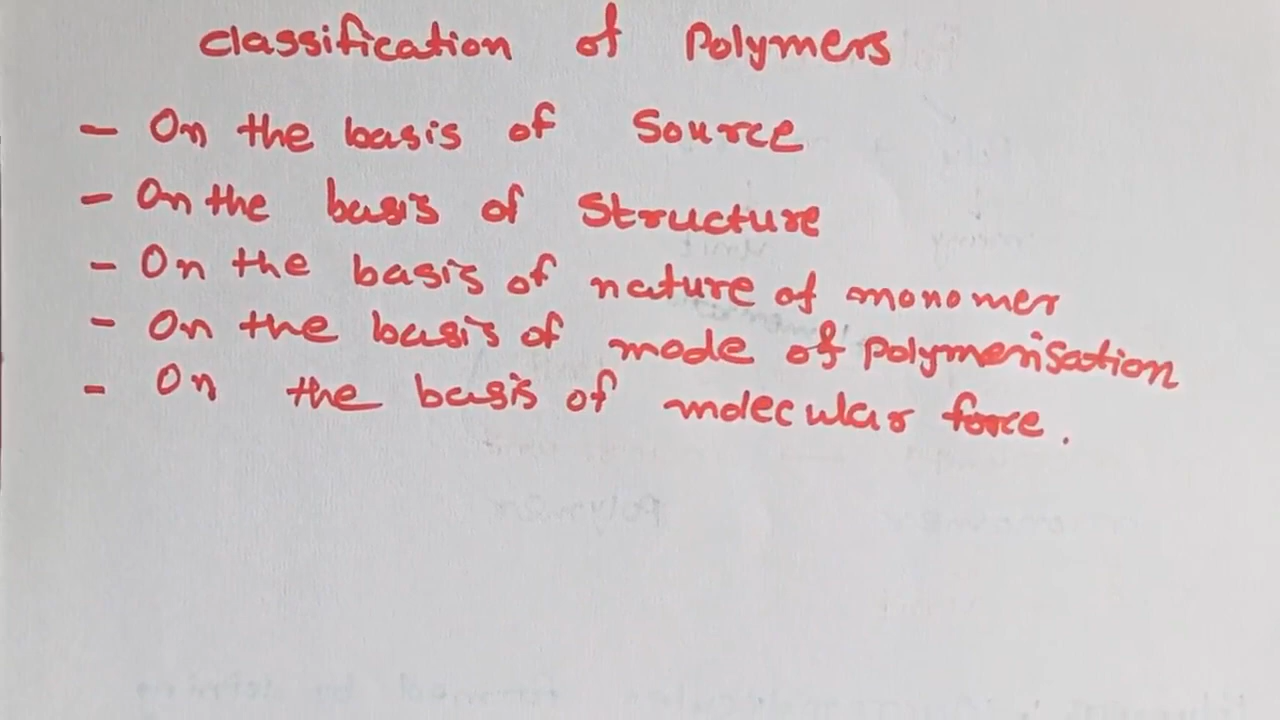 classification of Polymers
- On the basis of Source
- On the basis of Structure
- On the basis of nature of monomer
- On the basis of mode of polymerisation
- On the basis of molecular force.